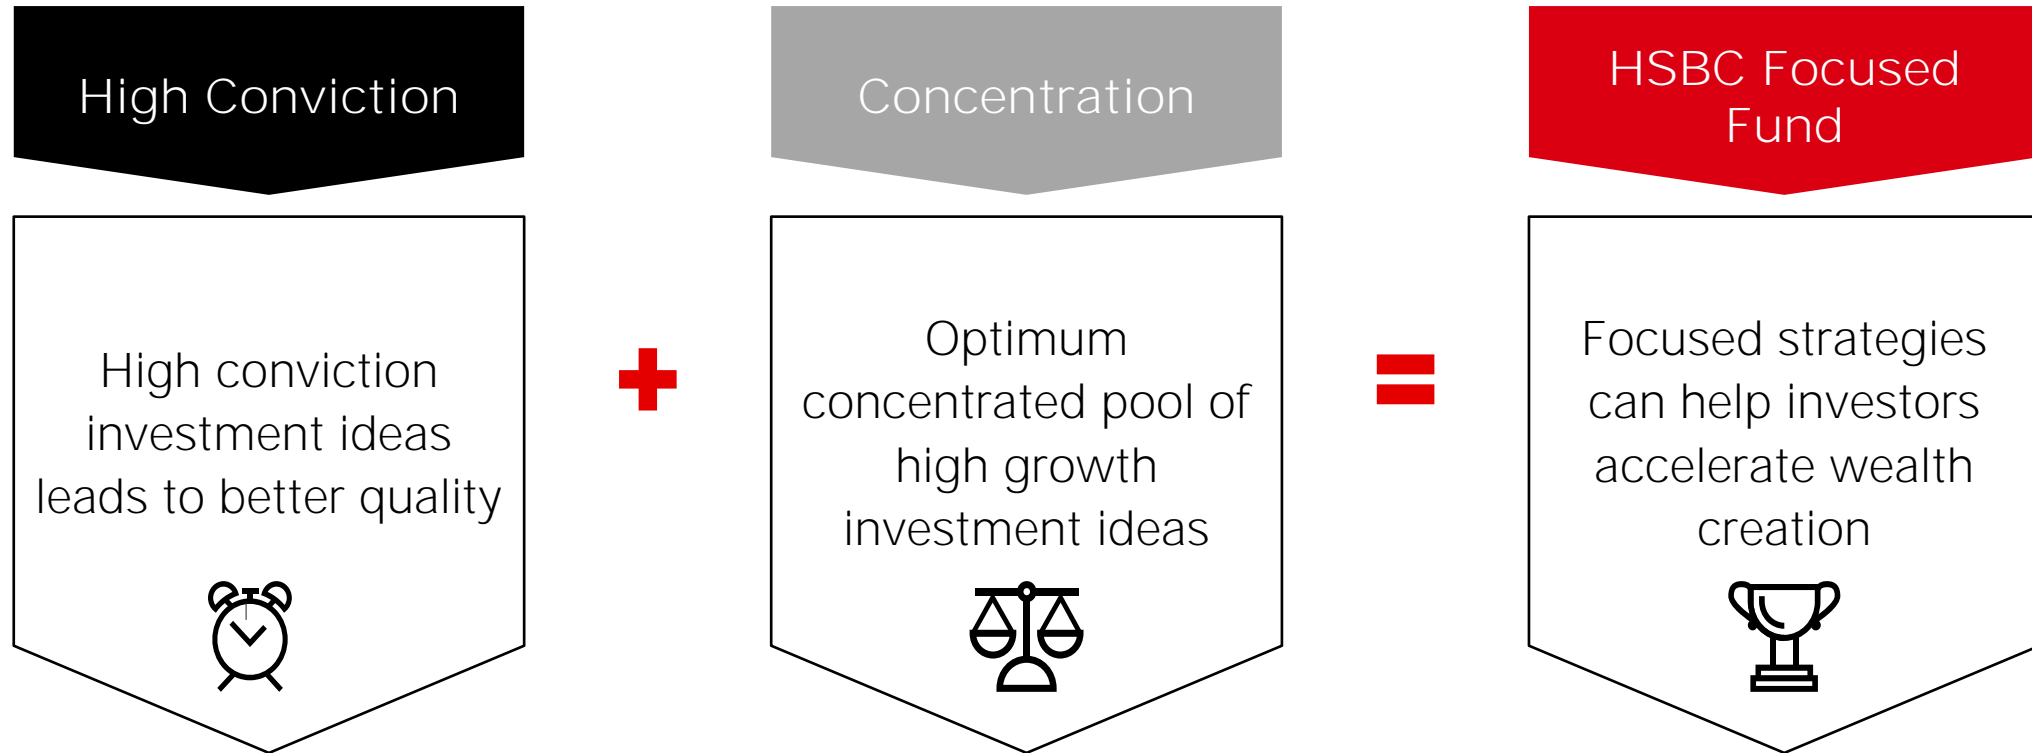 High Conviction
High conviction
investment ideas
leads to better quality
+
Concentration
Optimum
concentrated pool of
high growth
investment ideas
=
HSBC Focused
Fund
Focused strategies
can help investors
accelerate wealth
creation